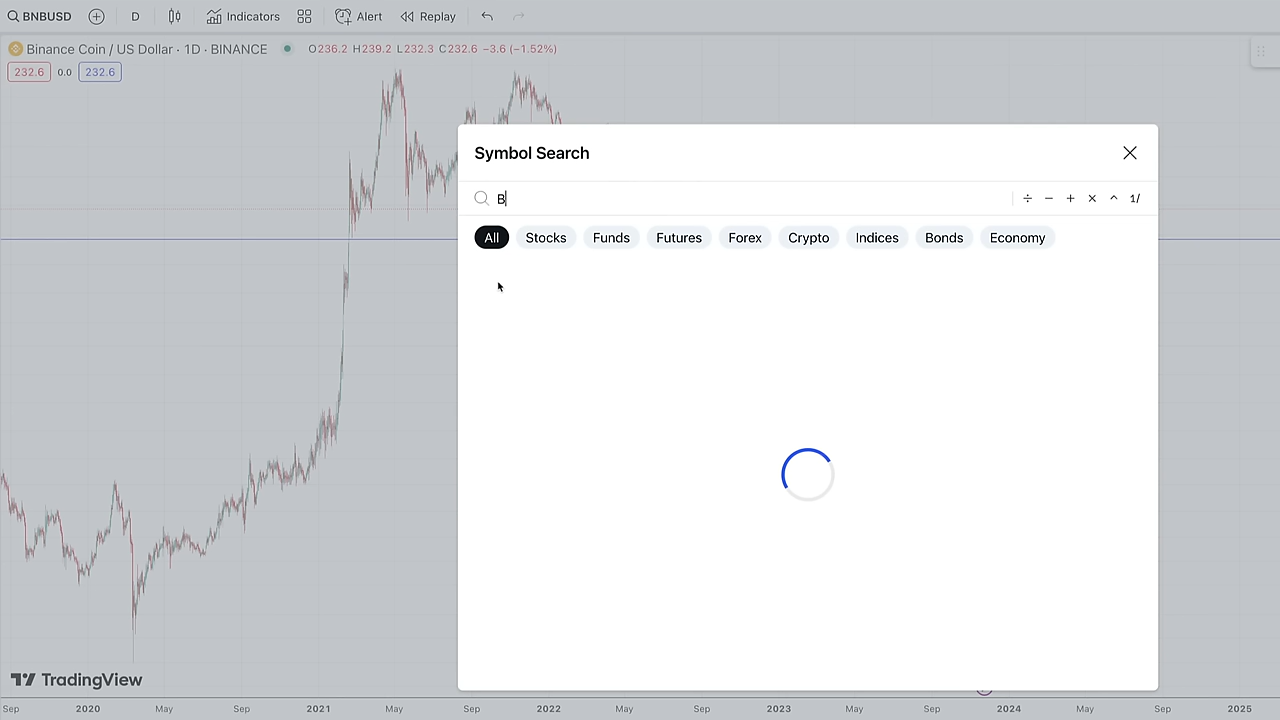 BNBUSD D Indicators Alert Replay
Binance Coin / US Dollar · 1D · BINANCE O236.2 H239.2 L232.3 C232.6 −3.6 (−1.52%)
232.6 0.0 232.6
Symbol Search
B ÷ − + × ^ 1/
All Stocks Funds Futures Forex Crypto Indices Bonds Economy
TradingView
Sep 2020 May Sep 2021 May Sep 2022 May Sep 2023 May Sep 2024 May Sep 2025